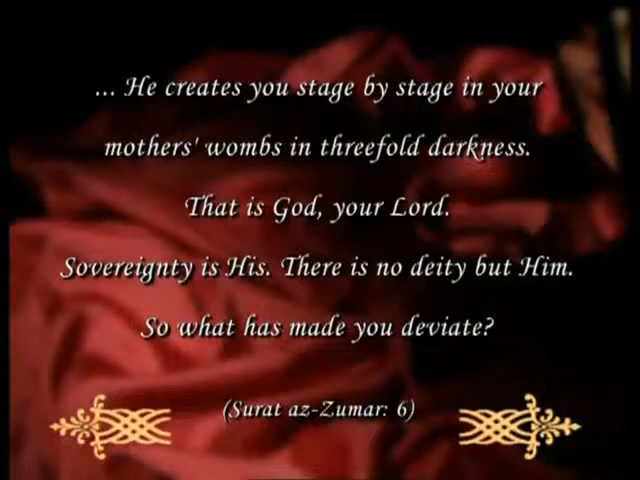 ... He creates you stage by stage in your
mothers' wombs in threefold darkness.
That is God, your Lord.
Sovereignty is His. There is no deity but Him.
So what has made you deviate?
(Surat az-Zumar: 6)